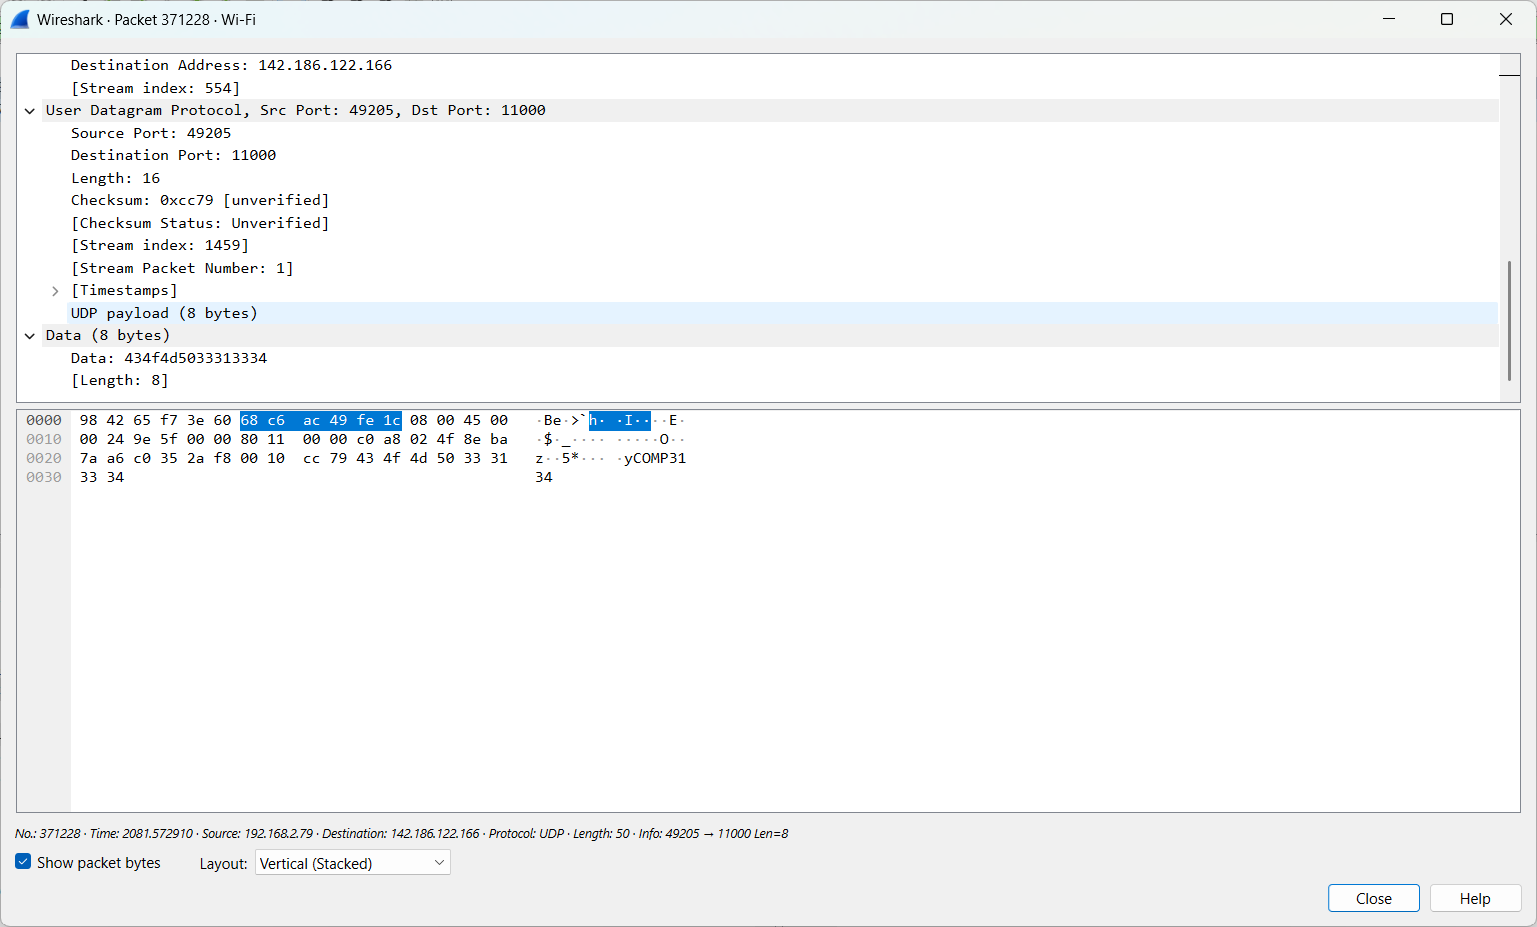 Wireshark · Packet 371228 · Wi-Fi
Destination Address: 142.186.122.166
[Stream index: 554]
User Datagram Protocol, Src Port: 49205, Dst Port: 11000
Source Port: 49205
Destination Port: 11000
Length: 16
Checksum: 0xcc79 [unverified]
[Checksum Status: Unverified]
[Stream index: 1459]
[Stream Packet Number: 1]
[Timestamps]
UDP payload (8 bytes)
Data (8 bytes)
Data: 434f4d5033313334
[Length: 8]
0000 98 42 65 f7 3e 60 68 c6 ac 49 fe 1c 08 00 45 00 ·Be·>`h· ·I····E·
0010 00 24 9e 5f 00 00 80 11 00 00 c0 a8 02 4f 8e ba ·$·_···· ·····O··
0020 7a a6 c0 35 2a f8 00 10 cc 79 43 4f 4d 50 33 31 z··5*··· ·yCOMP31
0030 33 34 34
No.: 371228 · Time: 2081.572910 · Source: 192.168.2.79 · Destination: 142.186.122.166 · Protocol: UDP · Length: 50 · Info: 49205 → 11000 Len=8
Show packet bytes Layout: Vertical (Stacked)
Close Help